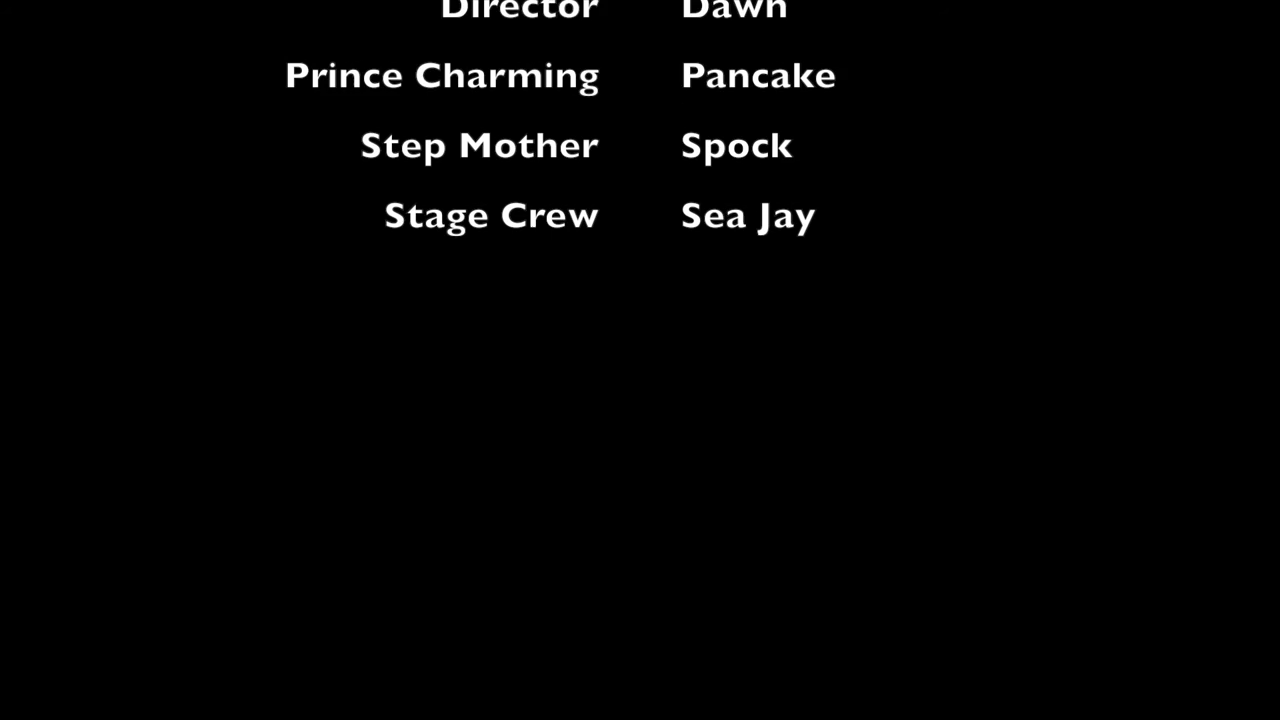 Director Dawn
Prince Charming Pancake
Step Mother Spock
Stage Crew Sea Jay